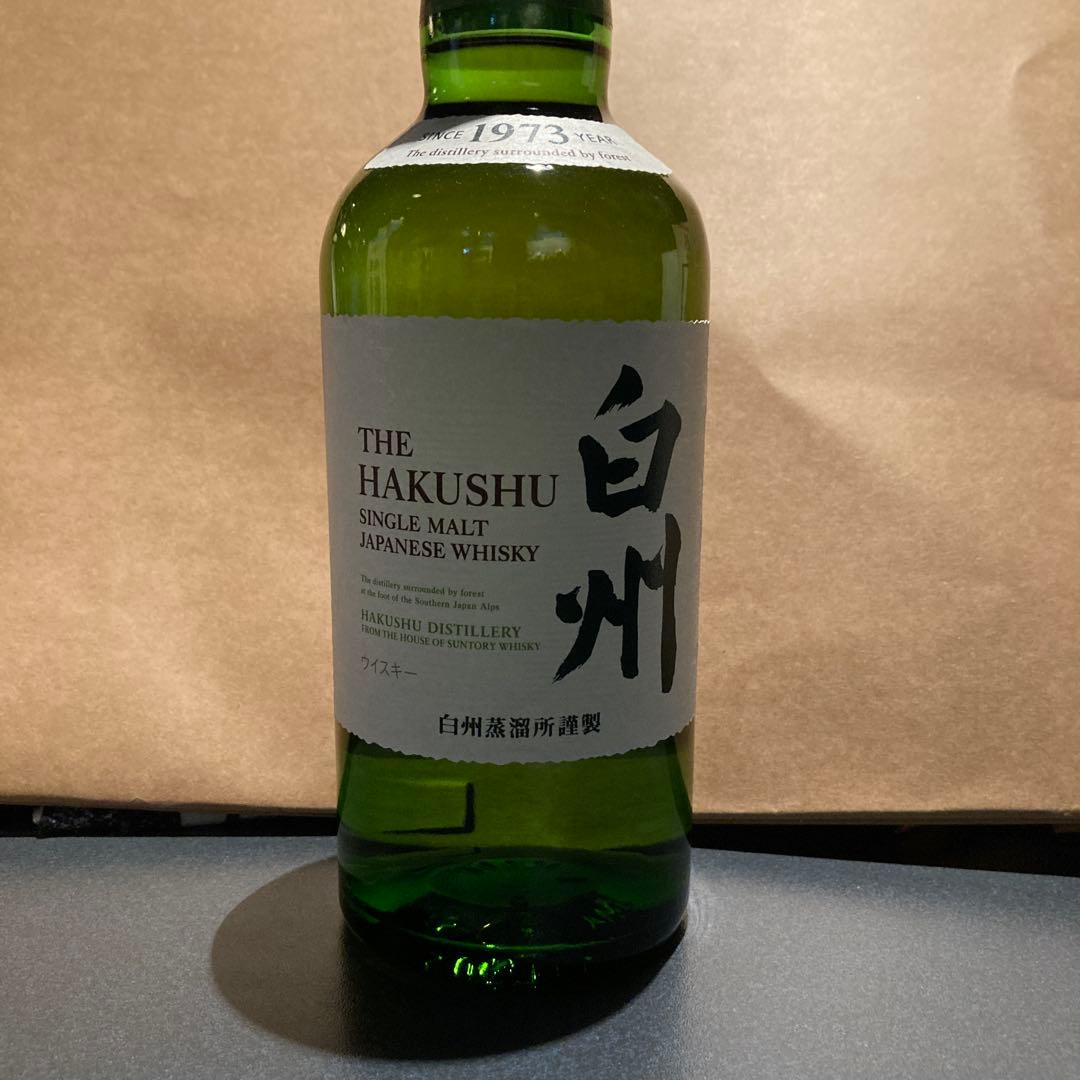 SINCE 1973 YEAR
The distillery surrounded by forest
THE
HAKUSHU
SINGLE MALT
JAPANESE WHISKY
The distillery surrounded by forest
at the foot of the Southern Japan Alps
HAKUSHU DISTILLERY
FROM THE HOUSE OF SUNTORY WHISKY
ウイスキー
白州
白州蒸溜所謹製